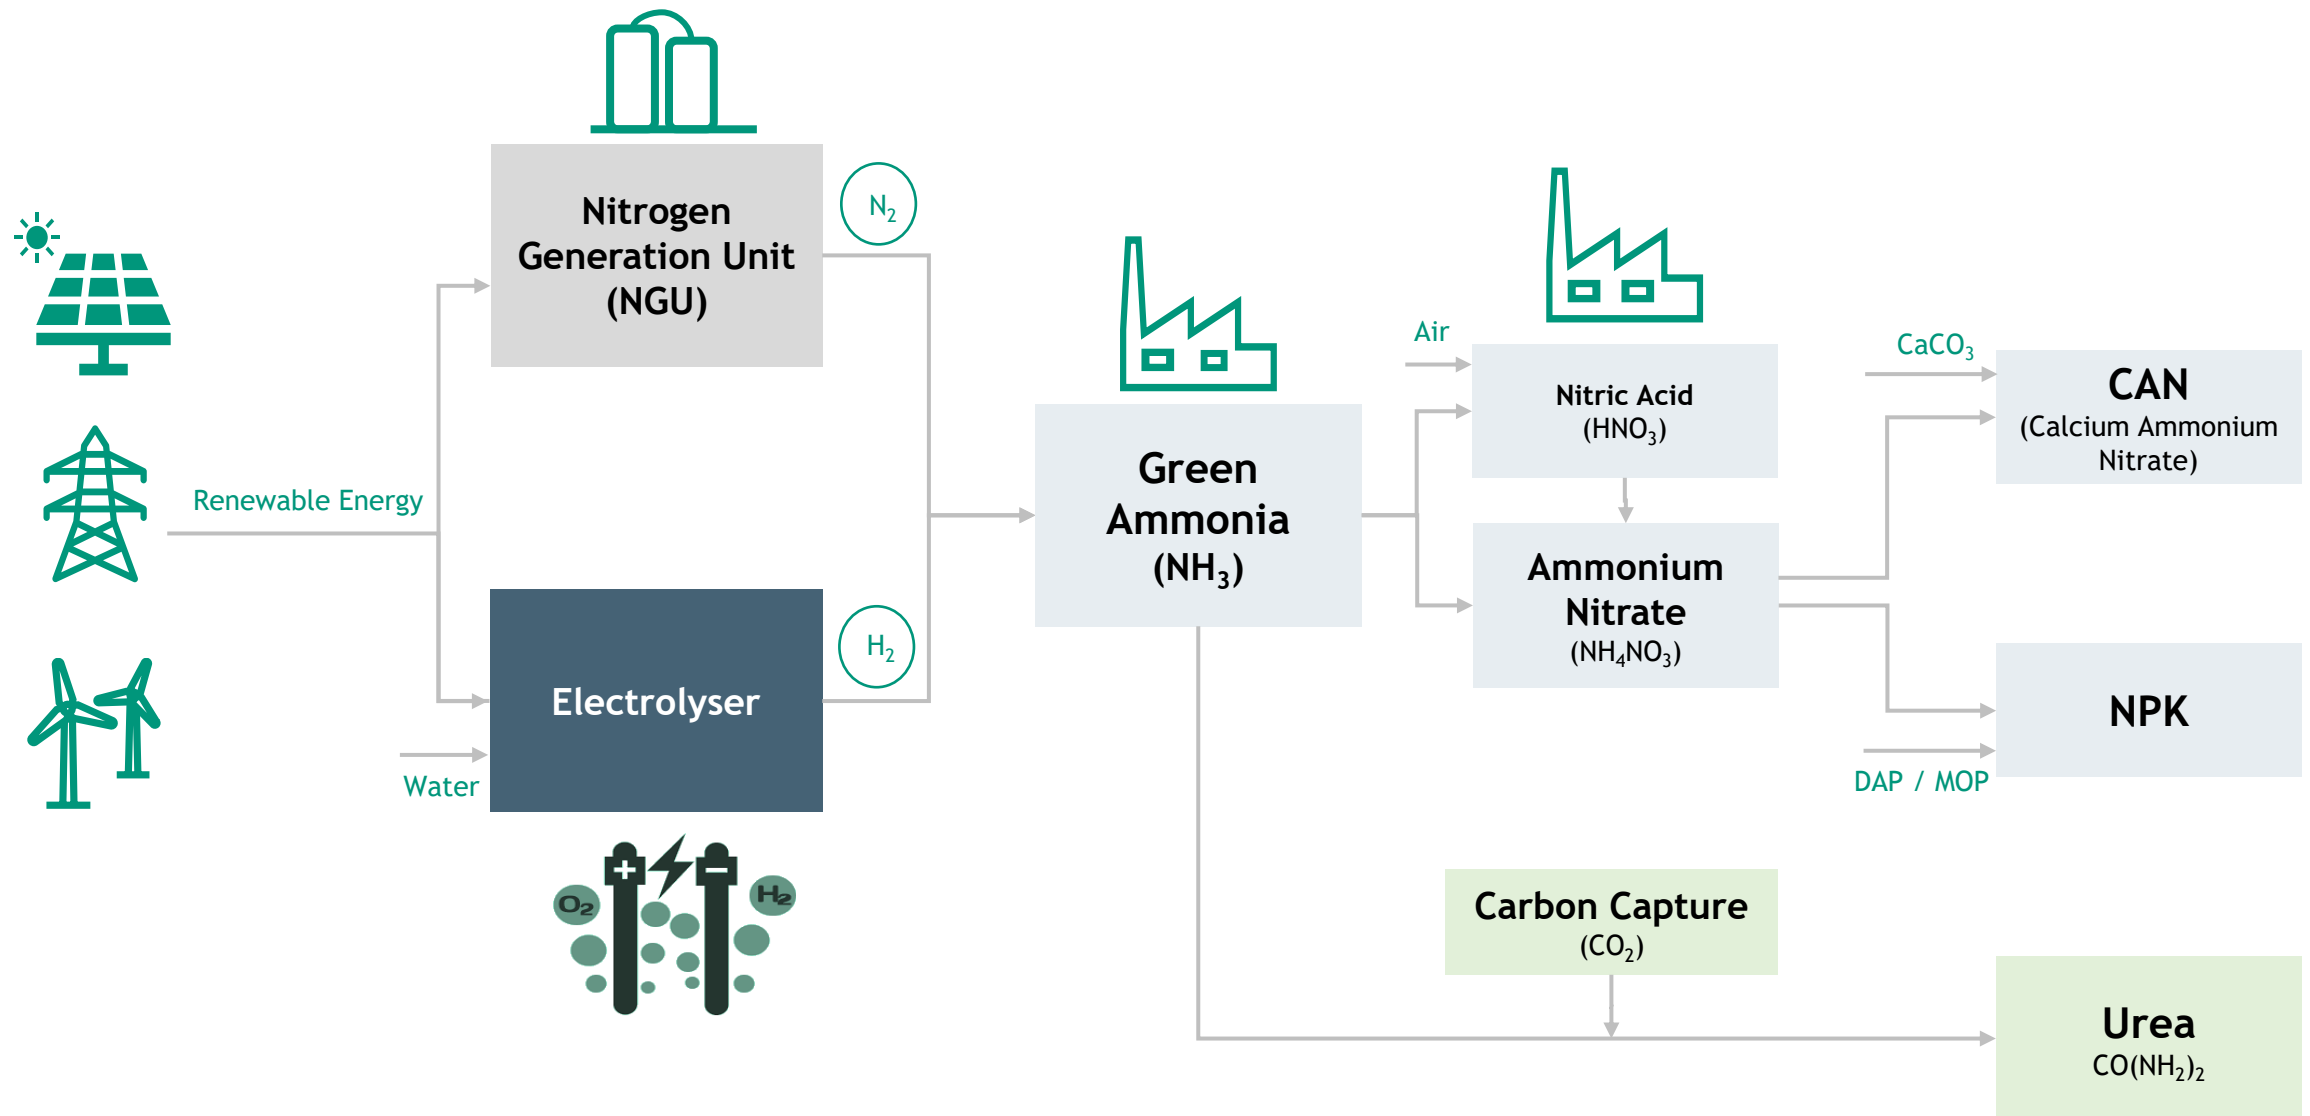 Nitrogen
Generation Unit
(NGU)
N₂
Renewable Energy
Electrolyser
H₂
Water
O₂
+
−
H₂
Green
Ammonia
(NH₃)
Air
Nitric Acid
(HNO₃)
Ammonium
Nitrate
(NH₄NO₃)
CaCO₃
CAN
(Calcium Ammonium
Nitrate)
NPK
DAP / MOP
Carbon Capture
(CO₂)
Urea
CO(NH₂)₂